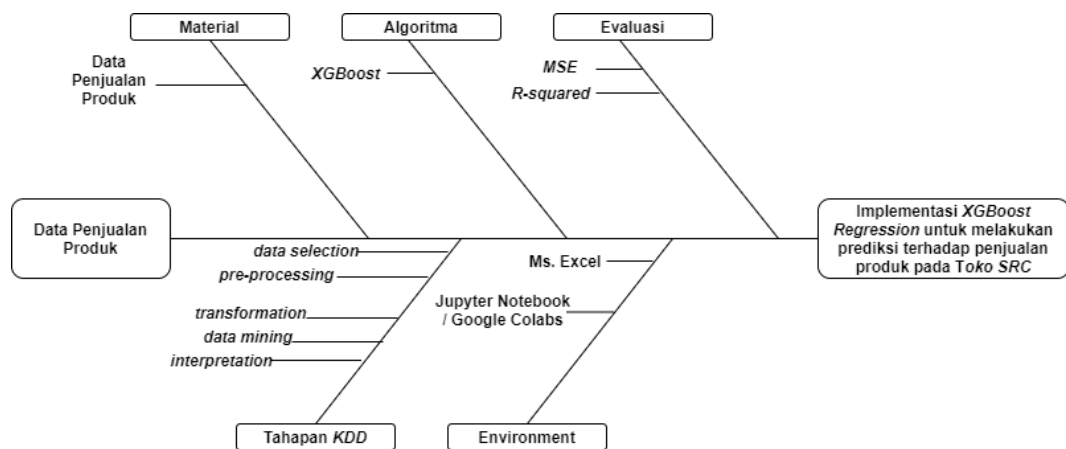 Material
Algoritma
Evaluasi
Data
Penjualan
Produk
XGBoost
MSE
R-squared
Data Penjualan
Produk
Implementasi XGBoost
Regression untuk melakukan
prediksi terhadap penjualan
produk pada Toko SRC
data selection
pre-processing
transformation
data mining
interpretation
Ms. Excel
Jupyter Notebook
/ Google Colabs
Tahapan KDD
Environment